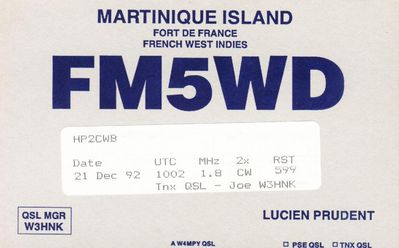 MARTINIQUE ISLAND
FORT DE FRANCE
FRENCH WEST INDIES
FM5WD
HP2CWB
Date UTC MHz 2x RST
21 Dec 92 1002 1.8 CW 599
Tnx QSL - Joe W3HNK
QSL MGR
W3HNK
LUCIEN PRUDENT
A W4MPY QSL
□ PSE QSL □ TNX QSL